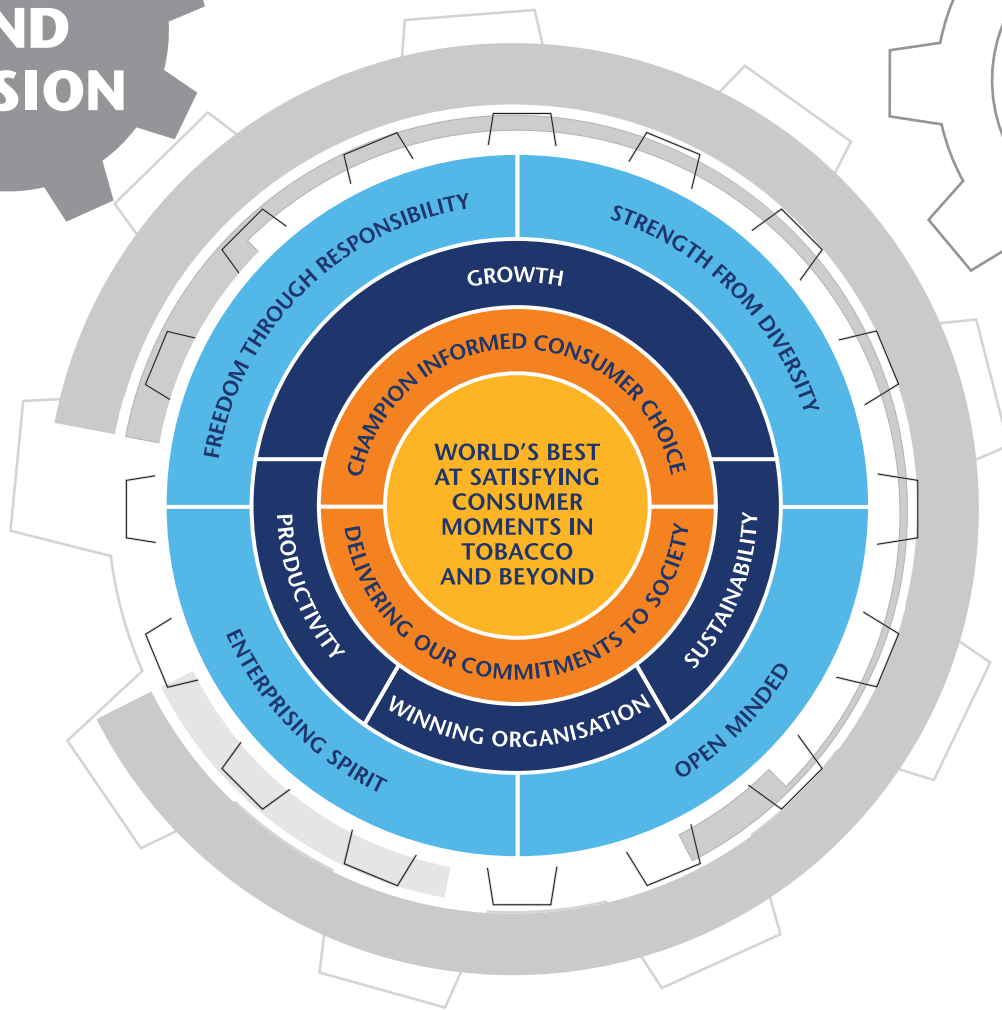 ND
SION
FREEDOM THROUGH RESPONSIBILITY
STRENGTH FROM DIVERSITY
GROWTH
CHAMPION INFORMED CONSUMER CHOICE
WORLD'S BEST
AT SATISFYING
CONSUMER
MOMENTS IN
TOBACCO
AND BEYOND
DELIVERING OUR COMMITMENTS TO SOCIETY
PRODUCTIVITY
SUSTAINABILITY
WINNING ORGANISATION
ENTERPRISING SPIRIT
OPEN MINDED